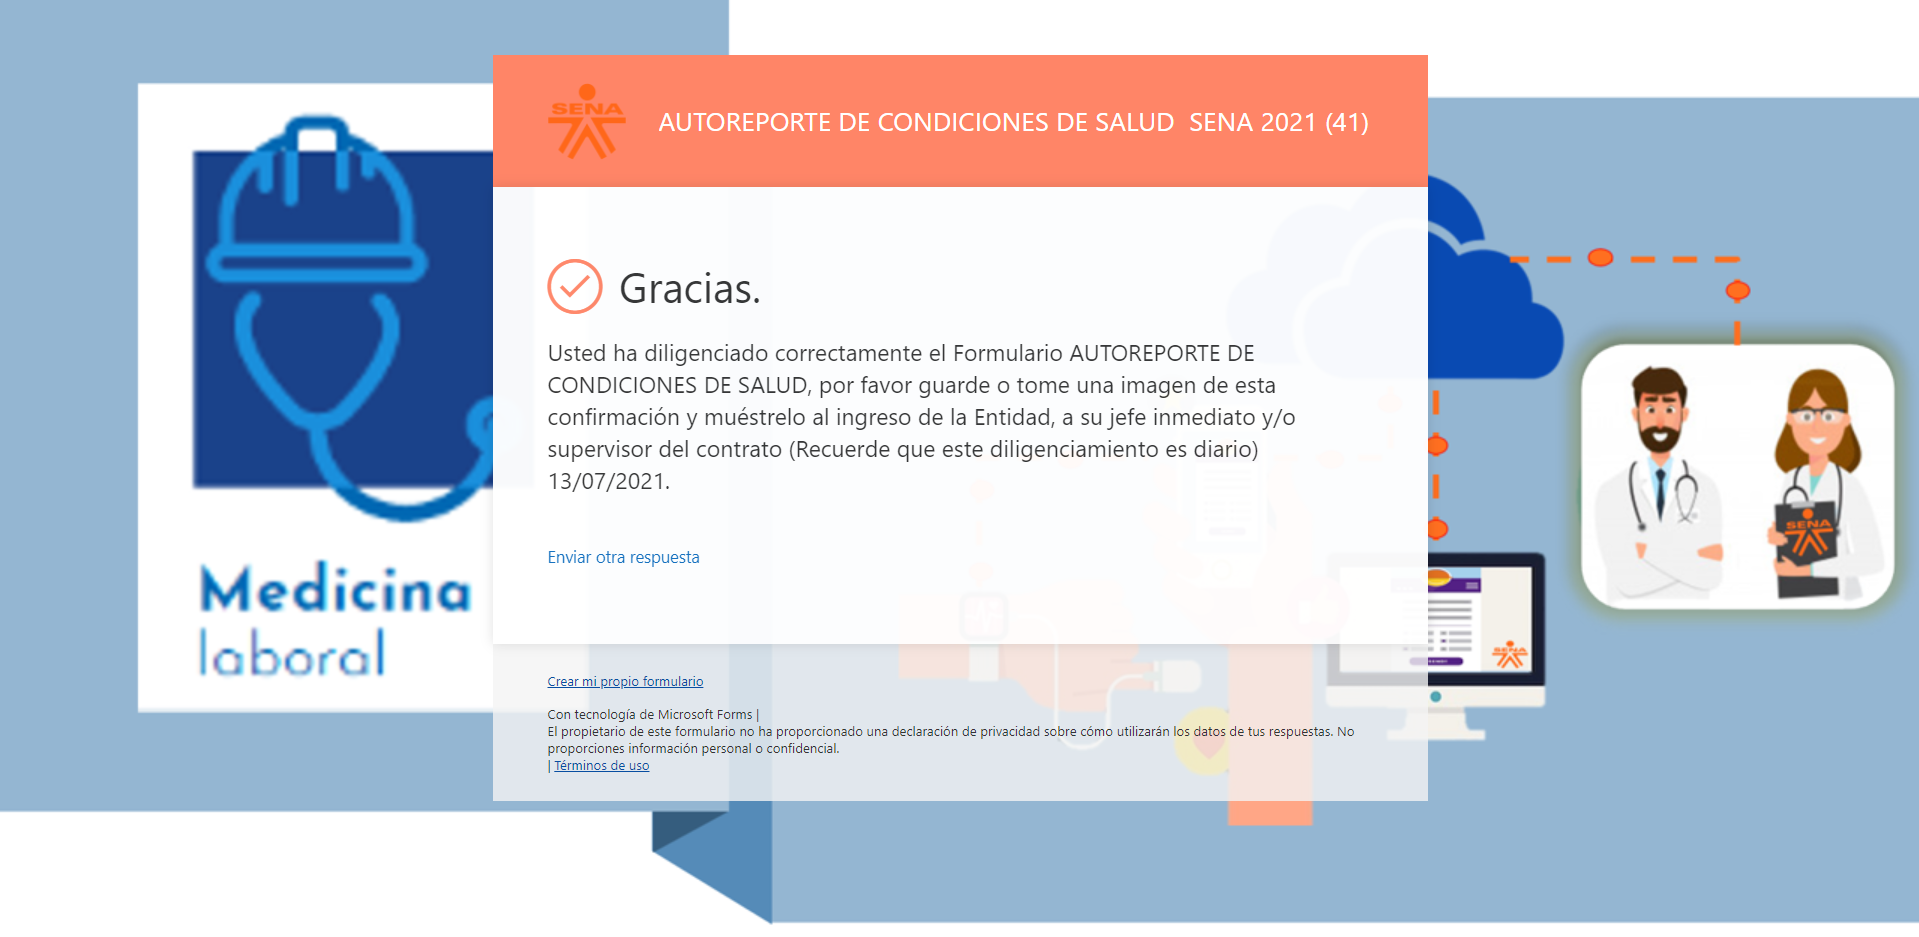 SENA
AUTOREPORTE DE CONDICIONES DE SALUD  SENA 2021 (41)
Gracias.
Usted ha diligenciado correctamente el Formulario AUTOREPORTE DE
CONDICIONES DE SALUD, por favor guarde o tome una imagen de esta
confirmación y muéstrelo al ingreso de la Entidad, a su jefe inmediato y/o
supervisor del contrato (Recuerde que este diligenciamiento es diario)
13/07/2021.
Enviar otra respuesta
Medicina
laboral
SENA
SENA
Crear mi propio formulario
Con tecnología de Microsoft Forms |
El propietario de este formulario no ha proporcionado una declaración de privacidad sobre cómo utilizarán los datos de tus respuestas. No
proporciones información personal o confidencial.
| Términos de uso